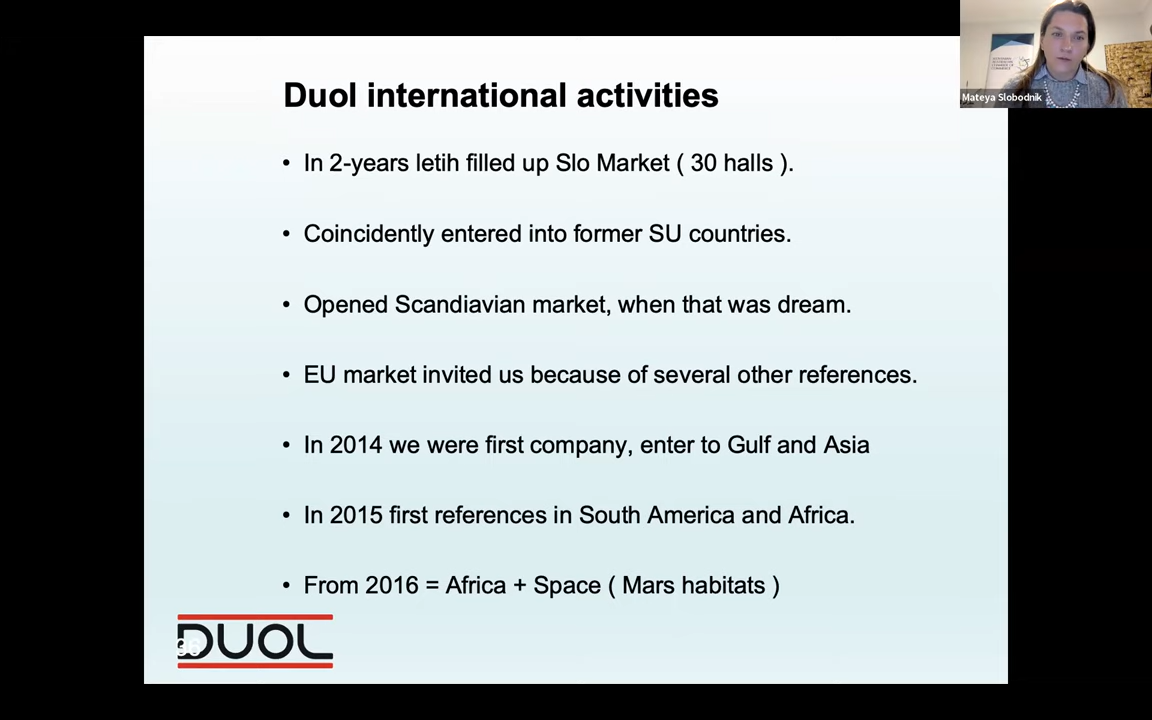 Duol international activities
• In 2-years letih filled up Slo Market ( 30 halls ).
• Coincidently entered into former SU countries.
• Opened Scandiavian market, when that was dream.
• EU market invited us because of several other references.
• In 2014 we were first company, enter to Gulf and Asia
• In 2015 first references in South America and Africa.
• From 2016 = Africa + Space ( Mars habitats )
DUOL
Mateya Slobodnik